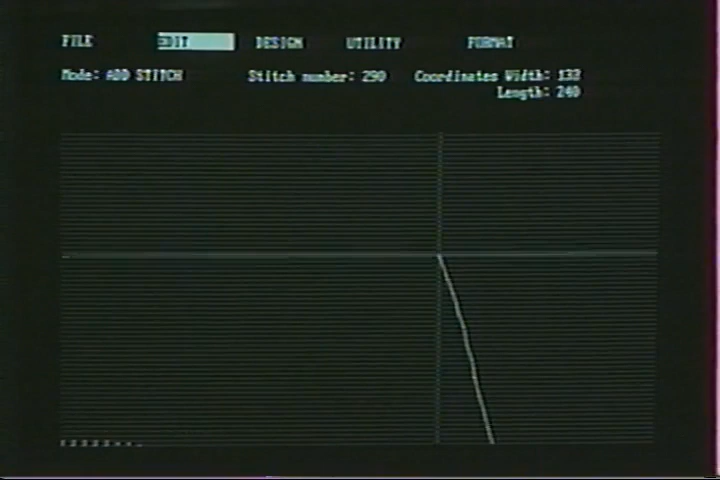 FILE EDIT DESIGN UTILITY FORMAT
Mode: ADD STITCH Stitch number: 290 Coordinates Width: 133
Length: 240